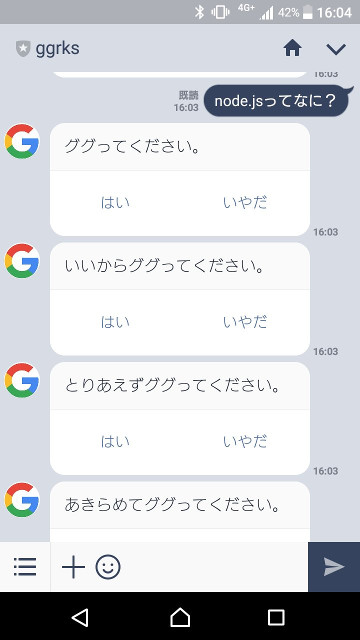 4G+ 42% 16:04
ggrks
16:03
既読
16:03
node.jsってなに？
ググってください。
はい いいやだ
16:03
いいからググってください。
はい いやだ
16:03
とりあえずググってください。
はい いやだ
16:03
あきらめてググってください。